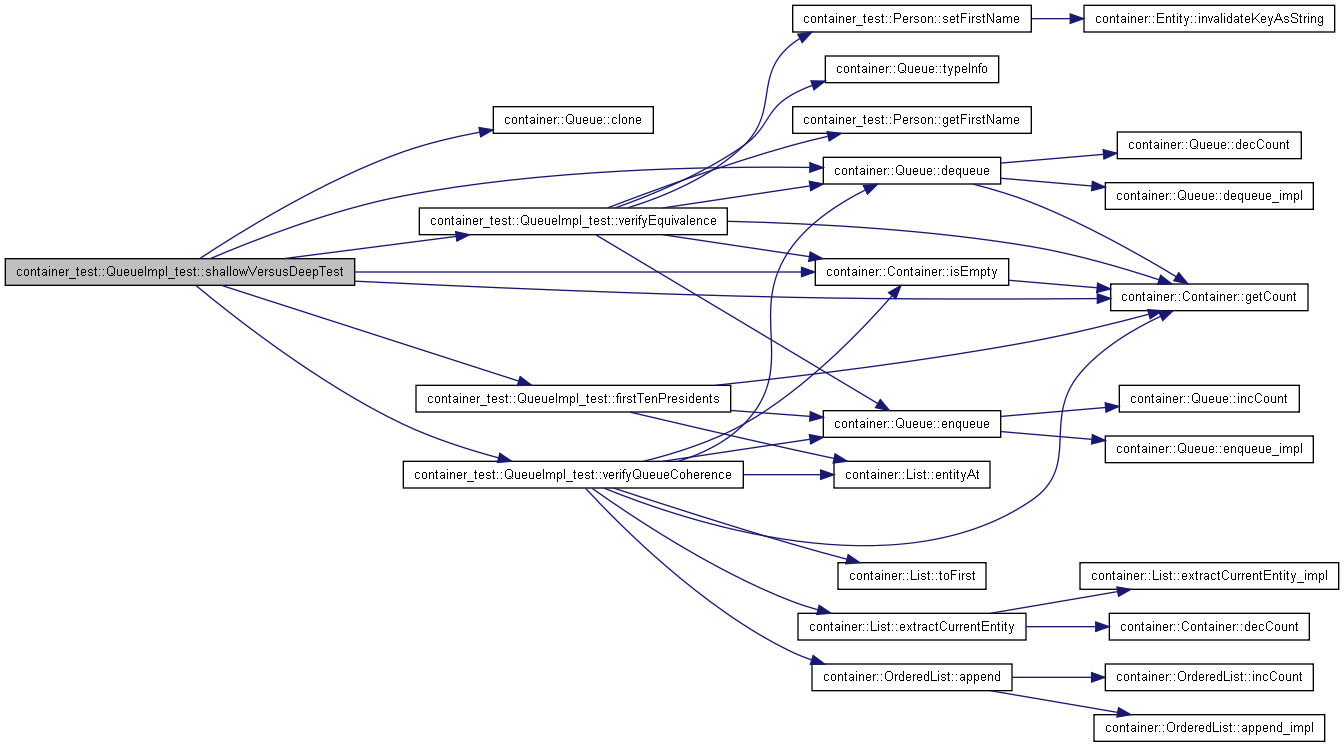 container_test::Person::setFirstName
container::Entity::invalidateKeyAsString
container::Queue::typeInfo
container::Queue::clone
container_test::Person::getFirstName
container::Queue::decCount
container::Queue::dequeue
container::Queue::dequeue_impl
container_test::QueueImpl_test::verifyEquivalence
container_test::QueueImpl_test::shallowVersusDeepTest
container::Container::isEmpty
container::Container::getCount
container_test::QueueImpl_test::firstTenPresidents
container::Queue::incCount
container::Queue::enqueue
container::Queue::enqueue_impl
container_test::QueueImpl_test::verifyQueueCoherence
container::List::entityAt
container::List::toFirst
container::List::extractCurrentEntity_impl
container::List::extractCurrentEntity
container::Container::decCount
container::OrderedList::append
container::OrderedList::incCount
container::OrderedList::append_impl